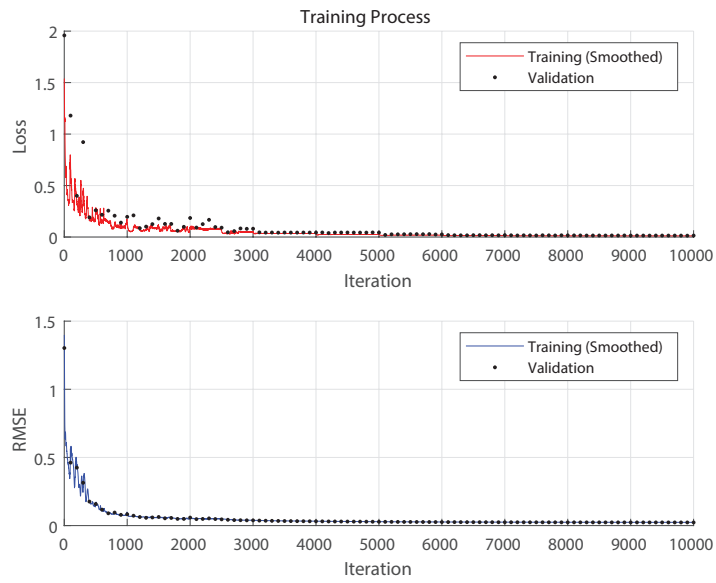 Training Process
2
1.5
1
0.5
0
Loss
Training (Smoothed)
Validation
0 1000 2000 3000 4000 5000 6000 7000 8000 9000 10000
Iteration
1.5
1
0.5
0
RMSE
Training (Smoothed)
Validation
0 1000 2000 3000 4000 5000 6000 7000 8000 9000 10000
Iteration